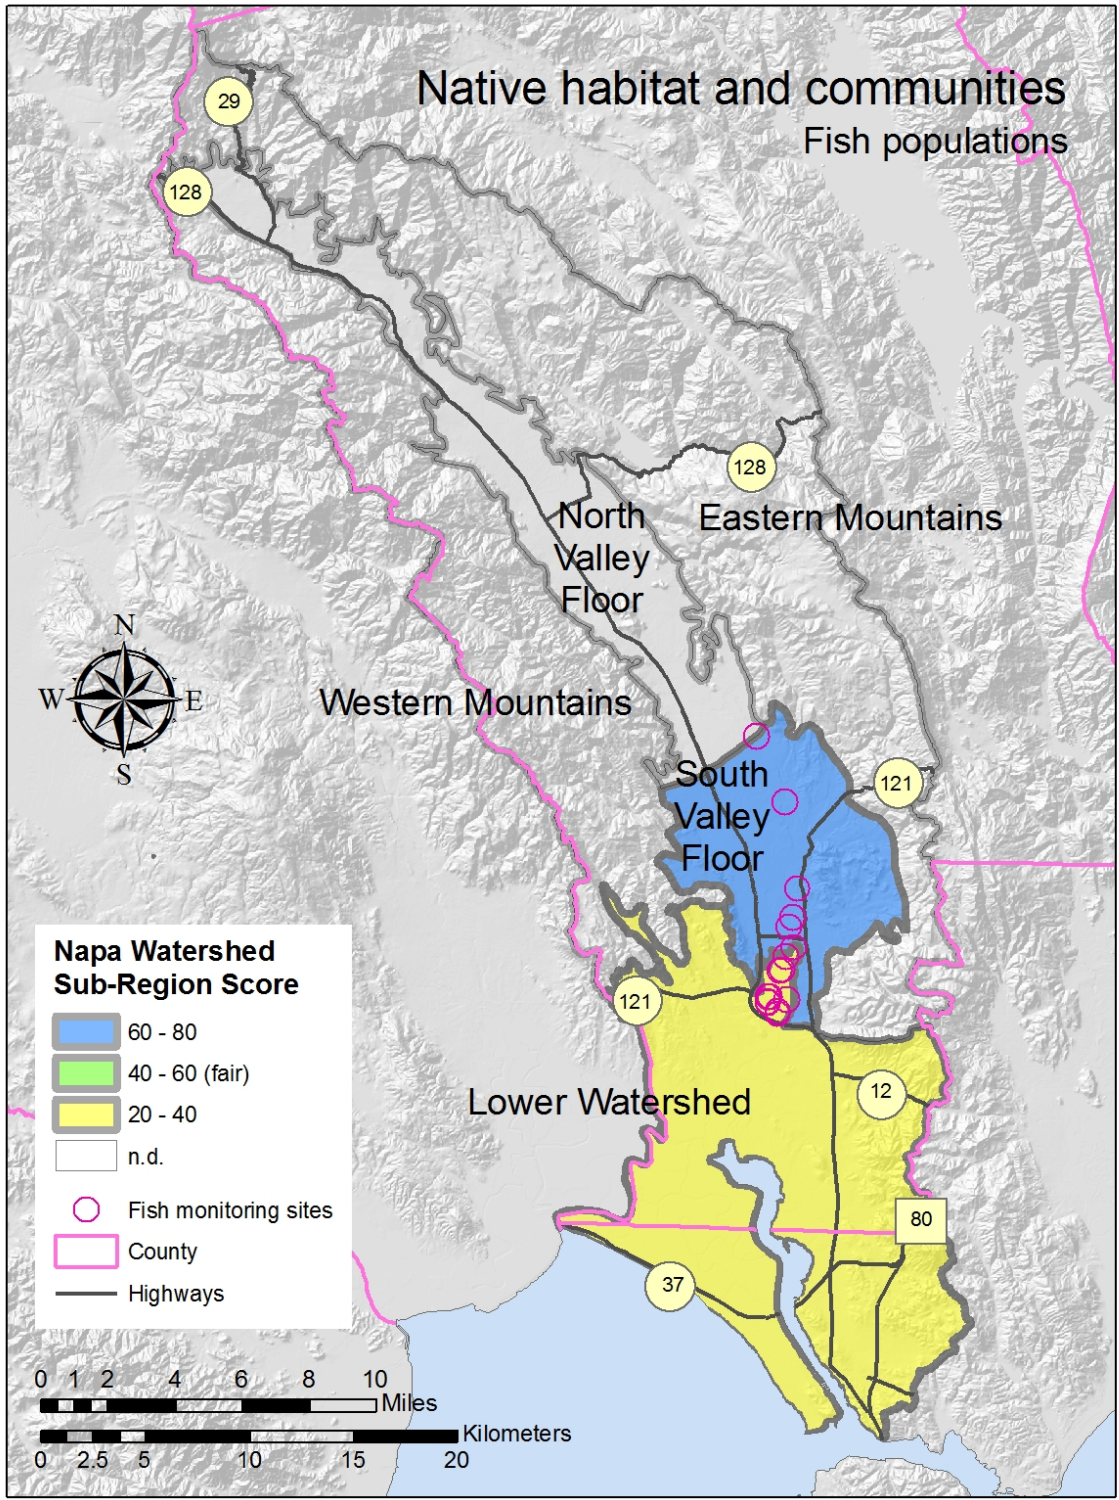 Native habitat and communities
Fish populations
29
128
128
North
Valley
Floor
Eastern Mountains
N
W
E
S
Western Mountains
South
Valley
Floor
121
121
Lower Watershed
12
80
37
Napa Watershed
Sub-Region Score
60 - 80
40 - 60 (fair)
20 - 40
n.d.
Fish monitoring sites
County
Highways
0 1 2 4 6 8 10
Miles
Kilometers
0 2.5 5 10 15 20